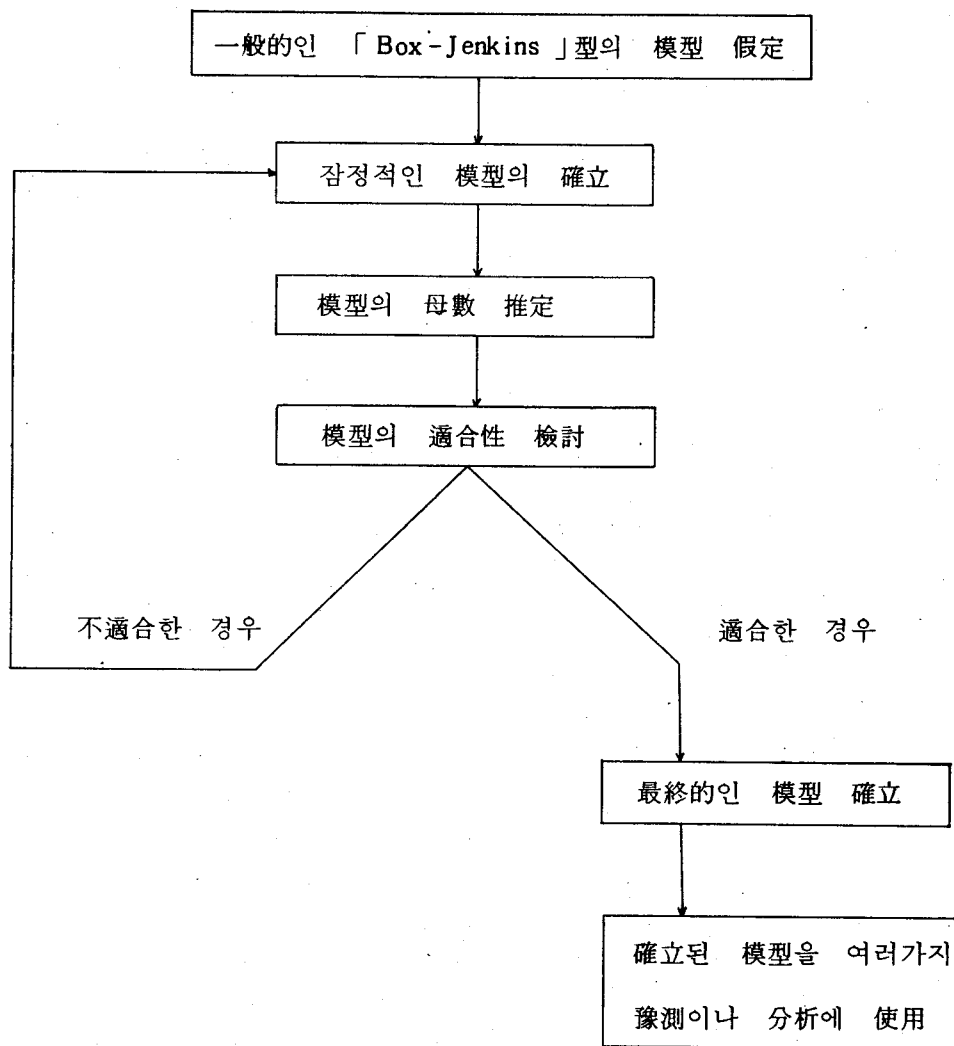 一般的인 「Box-Jenkins」型의 模型 假定
잠정적인 模型의 確立
模型의 母數 推定
模型의 適合性 檢討
不適合한 경우
適合한 경우
最終的인 模型 確立
確立된 模型을 여러가지
豫測이나 分析에 使用